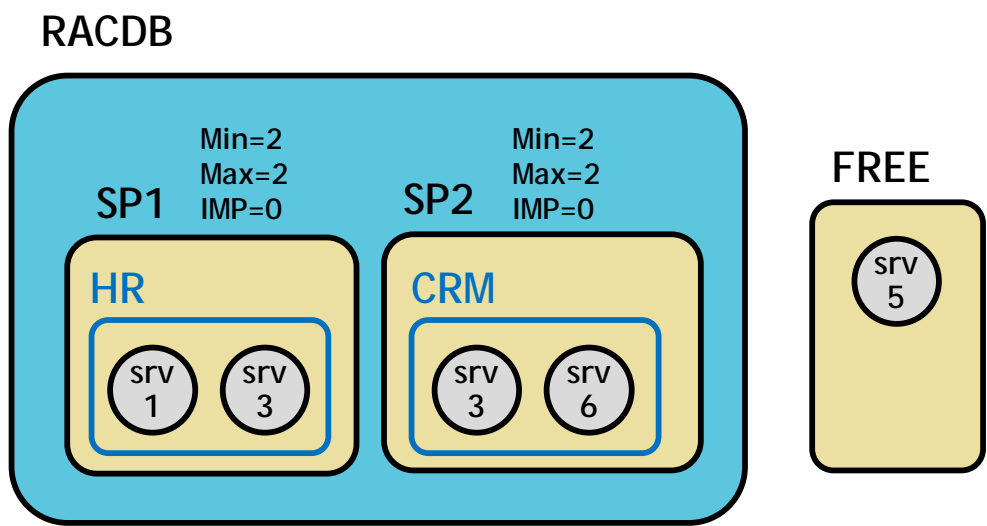 RACDB
Min=2
Max=2
IMP=0
SP1
Min=2
Max=2
IMP=0
SP2
FREE
HR
srv
1
srv
3
CRM
srv
3
srv
6
srv
5